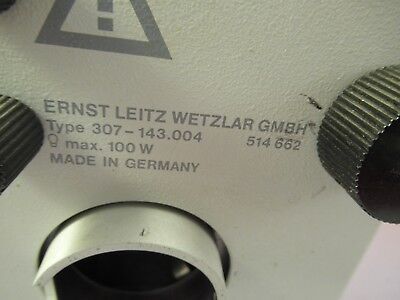 ERNST LEITZ WETZLAR GMBH
Type 307-143.004 514 662
max. 100 W
MADE IN GERMANY